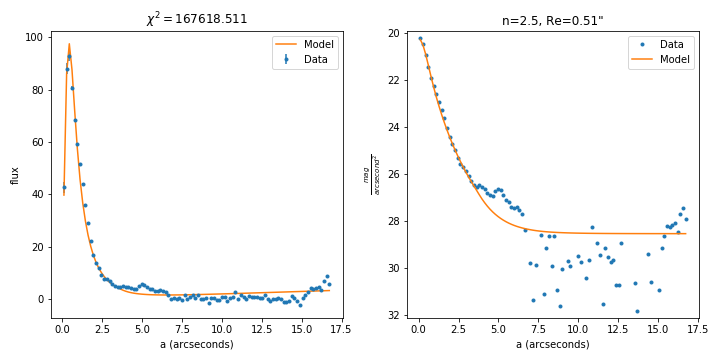 χ² = 167618.511
flux
100
80
60
40
20
0
0.0 2.5 5.0 7.5 10.0 12.5 15.0 17.5
a (arcseconds)
Model
Data
n=2.5, Re=0.51"
mag/arcsecond²
20
22
24
26
28
30
32
0.0 2.5 5.0 7.5 10.0 12.5 15.0 17.5
a (arcseconds)
Data
Model